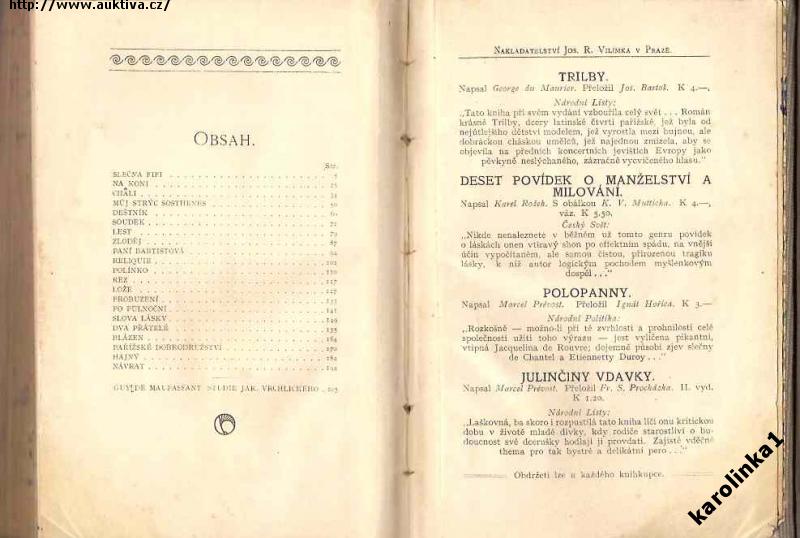 http://www.auktiva.cz/
OBSAH.
Str.
SLEČNA FIFI 5
NA KONI 25
CHÂLI
MŮJ STRÝC SOSTHENES
DEŠTNÍK
SOUDEK
LEST 79
ZLODĚJ
PANÍ BAPTISTOVÁ
RELIQUIE
POLÍNKO
REZ 117
LOŽE 127
PROBUZENÍ
PO PŮLNOCI
SLOVA LÁSKY
DVA PŘÁTELÉ
BLÁZEN
PAŘÍŽSKÉ DOBRODRUŽSTVÍ
HAJNÝ
NÁVRAT
GUY DE MAUPASSANT STUDIE JAR. VRCHLICKÉHO
NAKLADATELSTVÍ JOS. R. VILÍMKA V PRAZE.
TRILBY.
Napsal George du Maurier. Přeložil Jos. Bartoš. K 4.—,
Národní Listy:
„Tato kniha při svém vydání vzbouřila celý svět . . . Román
krásné Trilby, dcery latinské čtvrti pařížské, jež byla od
nejútlejšího dětství modelem, jež vyrostla mezi bujnou, ale
dobráckou cháskou umělců, jež najednou zmizela, aby se
objevila na předních koncertních jevištích Evropy jako
pěvkyně neslýchaného, zázračně vycvičeného hlasu.“
DESET POVÍDEK O MANŽELSTVÍ A
MILOVÁNÍ.
Napsal Karel Rožek. S obálkou K. V. Mutticha. K 4.—,
váz. K 5.50.
Český Svět:
„Nikde nenaleznete v běžném už tomto genru povídek
o láskách onen vtíravý shon po efektním spádu, na vnější
účin vypočítaném, ale samou čistou, přirozenou tragiku
lásky, k níž autor logickým pochodem myšlenkovým
dospěl . . .“
POLOPANNY.
Napsal Marcel Prévost. Přeložil Ignát Hořica. K 3.—
Národní Politika:
„Rozkošně — možno-li při té zvrhlosti a prohnilosti celé
společnosti užíti toho výrazu — jest vylíčena pikantní,
vtipná Jacquelina de Rouvre; dojemně působí zjev slečny
de Chantel a Etiennetty Duroy . . .“
JULINČINY VDAVKY.
Napsal Marcel Prévost. Přeložil Fr. S. Procházka. II. vyd.
K 1.20.
Národní Listy:
„Laškovná, ba skoro i rozpustilá tato kniha líčí onu kritickou
dobu v životě mladé dívky, kdy rodiče starostliví o bu-
doucnost své dcerušky hodlají ji provdati. Zajisté vděčné
thema pro tak bystré a delikátní pero . . .“
Obdržeti lze u každého knihkupce.
karolinka1